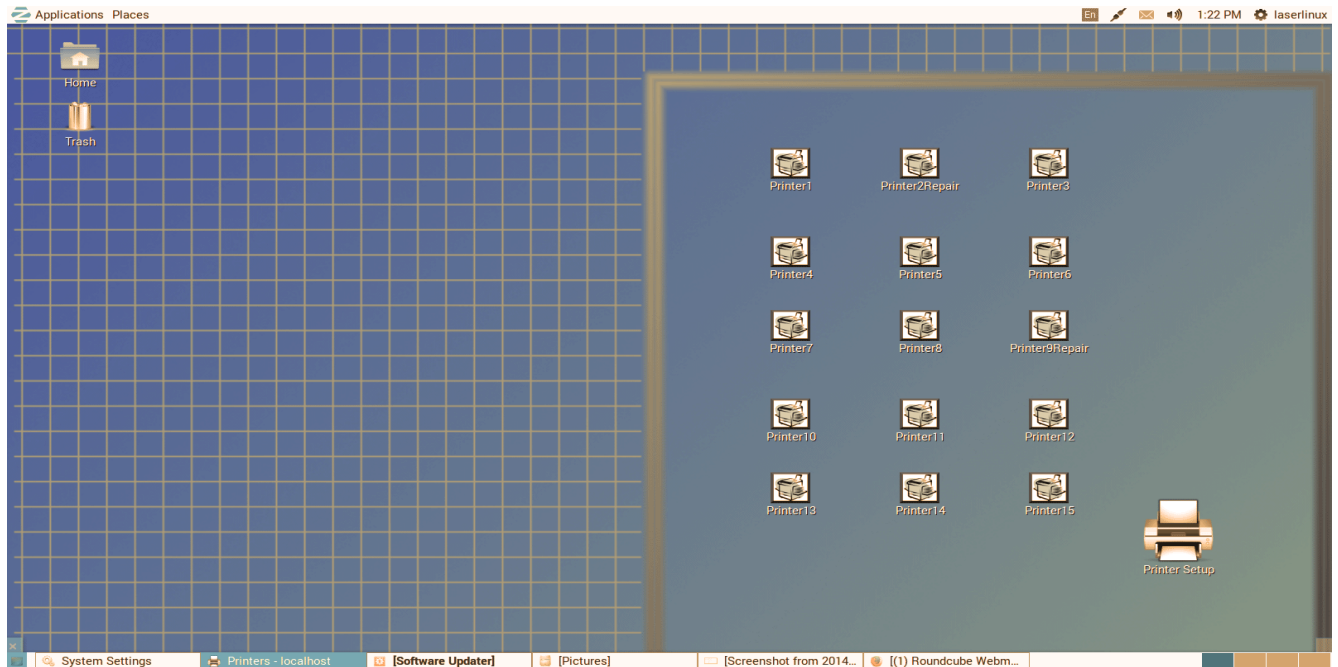 Applications Places En 1:22 PM laserlinux
Home
Trash
Printer1 Printer2Repair Printer3
Printer4 Printer5 Printer6
Printer7 Printer8 Printer9Repair
Printer10 Printer11 Printer12
Printer13 Printer14 Printer15
Printer Setup
System Settings Printers - localhost [Software Updater] [Pictures] [Screenshot from 2014... [(1) Roundcube Webm...